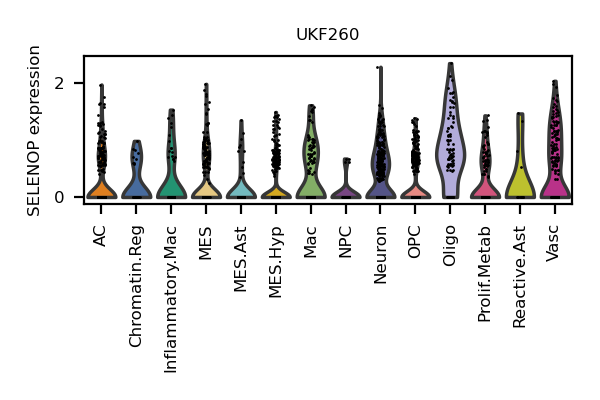 UKF260
SELENOP expression
2
0
AC
Chromatin.Reg
Inflammatory.Mac
MES
MES.Ast
MES.Hyp
Mac
NPC
Neuron
OPC
Oligo
Prolif.Metab
Reactive.Ast
Vasc